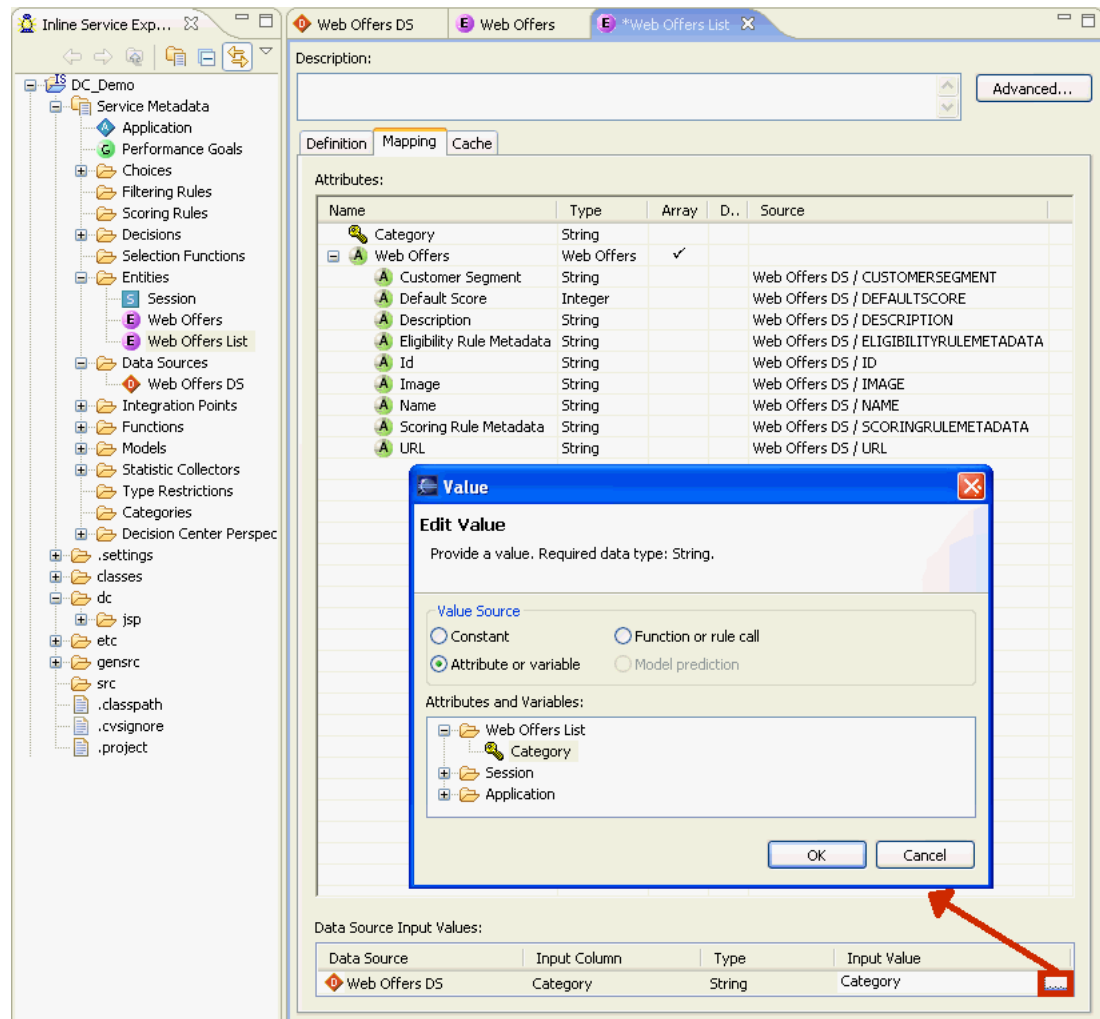 Inline Service Exp...
DC_Demo
Service Metadata
Application
Performance Goals
Choices
Filtering Rules
Scoring Rules
Decisions
Selection Functions
Entities
Session
Web Offers
Web Offers List
Data Sources
Web Offers DS
Integration Points
Functions
Models
Statistic Collectors
Type Restrictions
Categories
Decision Center Perspec
.settings
classes
dc
jsp
etc
gensrc
src
.classpath
.cvsignore
.project
Web Offers DS Web Offers *Web Offers List
Description:
Advanced...
Definition Mapping Cache
Attributes:
Name Type Array D.. Source
Category String
Web Offers Web Offers ✓
Customer Segment String Web Offers DS / CUSTOMERSEGMENT
Default Score Integer Web Offers DS / DEFAULTSCORE
Description String Web Offers DS / DESCRIPTION
Eligibility Rule Metadata String Web Offers DS / ELIGIBILITYRULEMETADATA
Id String Web Offers DS / ID
Image String Web Offers DS / IMAGE
Name String Web Offers DS / NAME
Scoring Rule Metadata String Web Offers DS / SCORINGRULEMETADATA
URL String Web Offers DS / URL
Value
Edit Value
Provide a value. Required data type: String.
Value Source
Constant Function or rule call
Attribute or variable Model prediction
Attributes and Variables:
Web Offers List
Category
Session
Application
OK Cancel
Data Source Input Values:
Data Source Input Column Type Input Value
Web Offers DS Category String Category ...